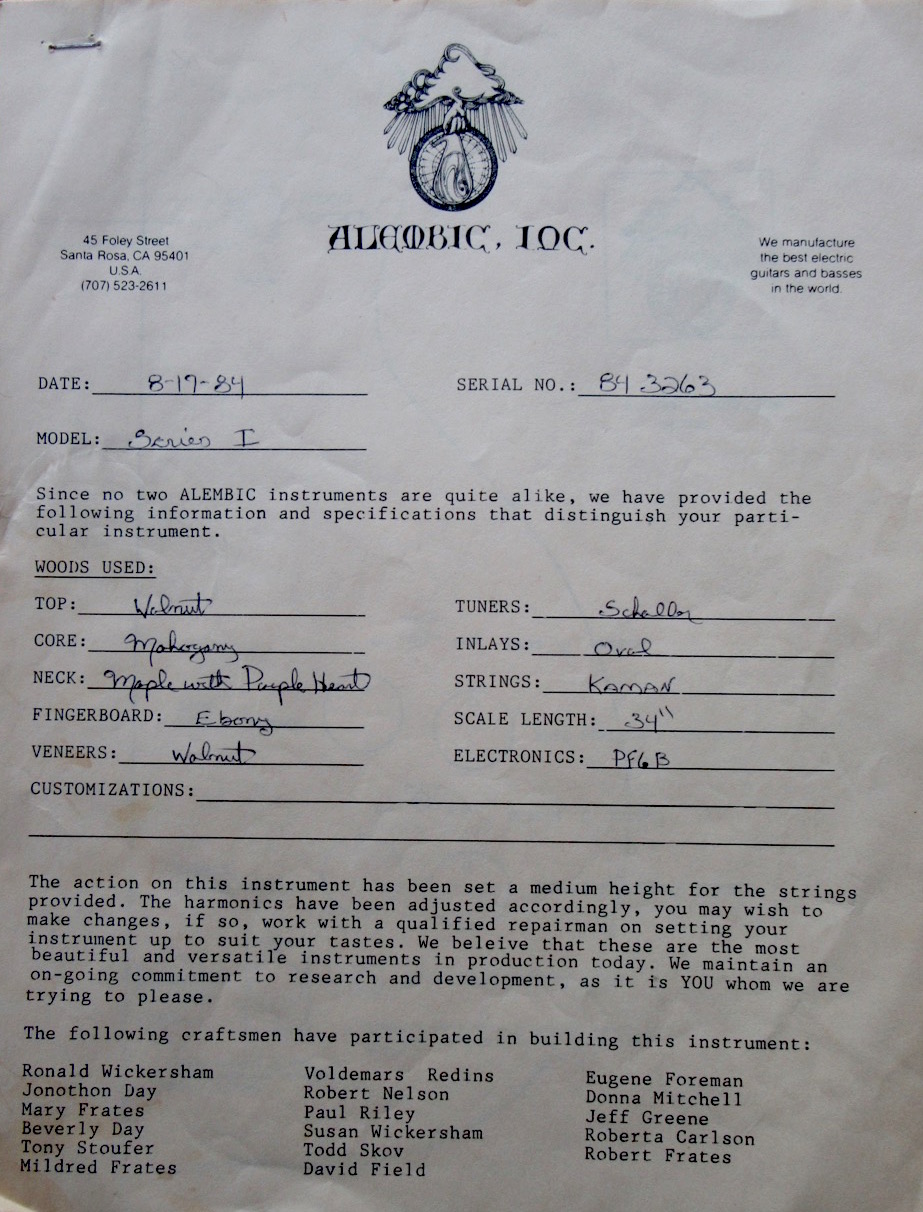 ALEMBIC, INC.
45 Foley Street
Santa Rosa, CA 95401
U.S.A.
(707) 523-2611
We manufacture
the best electric
guitars and basses
in the world.
DATE: 8-17-84
SERIAL NO.: 84 3263
MODEL: Series I
Since no two ALEMBIC instruments are quite alike, we have provided the
following information and specifications that distinguish your parti-
cular instrument.
WOODS USED:
TOP: Walnut
TUNERS: Schaller
CORE: Mahogany
INLAYS: Oval
NECK: Maple with Purple Heart
STRINGS: KAMAN
FINGERBOARD: Ebony
SCALE LENGTH: 34"
VENEERS: Walnut
ELECTRONICS: PF6B
CUSTOMIZATIONS:
The action on this instrument has been set a medium height for the strings
provided. The harmonics have been adjusted accordingly, you may wish to
make changes, if so, work with a qualified repairman on setting your
instrument up to suit your tastes. We beleive that these are the most
beautiful and versatile instruments in production today. We maintain an
on-going commitment to research and development, as it is YOU whom we are
trying to please.
The following craftsmen have participated in building this instrument:
Ronald Wickersham
Jonothon Day
Mary Frates
Beverly Day
Tony Stoufer
Mildred Frates
Voldemars Redins
Robert Nelson
Paul Riley
Susan Wickersham
Todd Skov
David Field
Eugene Foreman
Donna Mitchell
Jeff Greene
Roberta Carlson
Robert Frates